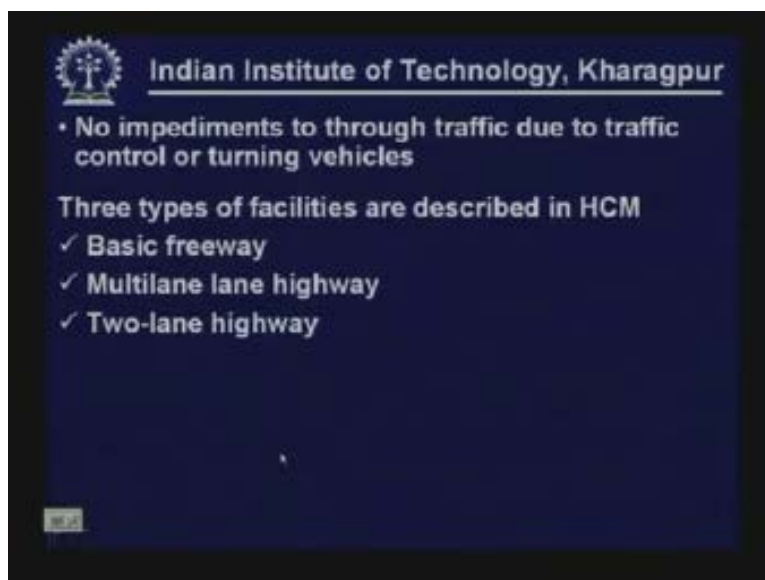 Indian Institute of Technology, Kharagpur
• No impediments to through traffic due to traffic
control or turning vehicles
Three types of facilities are described in HCM
✓ Basic freeway
✓ Multilane lane highway
✓ Two-lane highway